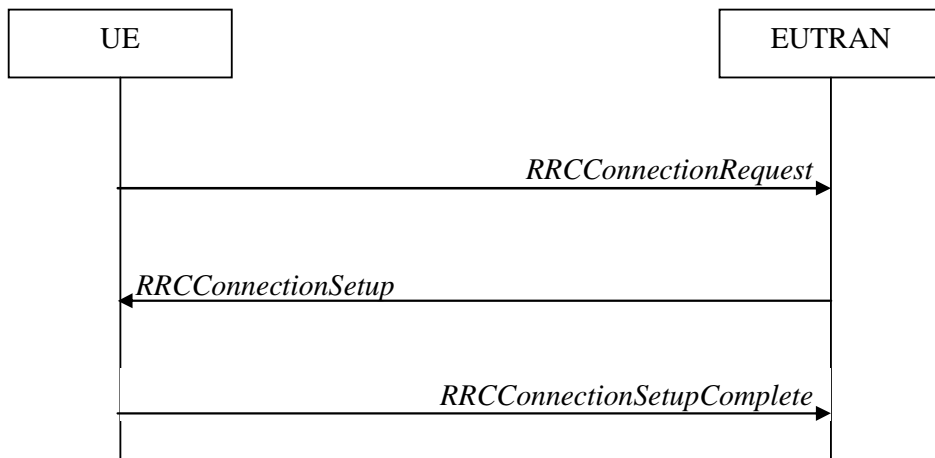 UE
EUTRAN
RRCConnectionRequest
RRCConnectionSetup
RRCConnectionSetupComplete